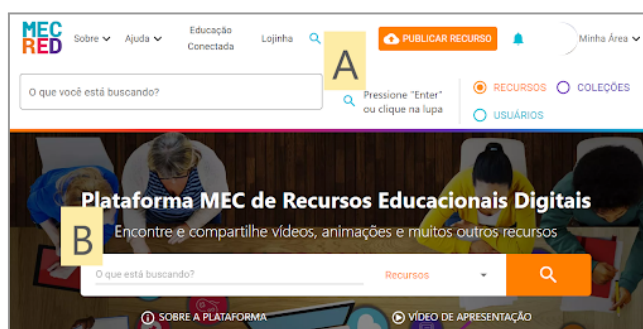 MEC
RED
Sobre
Ajuda
Educação
Conectada
Lojinha
A
PUBLICAR RECURSO
Minha Área
O que você está buscando?
Pressione "Enter"
ou clique na lupa
RECURSOS
COLEÇÕES
USUÁRIOS
Plataforma MEC de Recursos Educacionais Digitais
B
Encontre e compartilhe vídeos, animações e muitos outros recursos
O que está buscando?
Recursos
SOBRE A PLATAFORMA
VÍDEO DE APRESENTAÇÃO